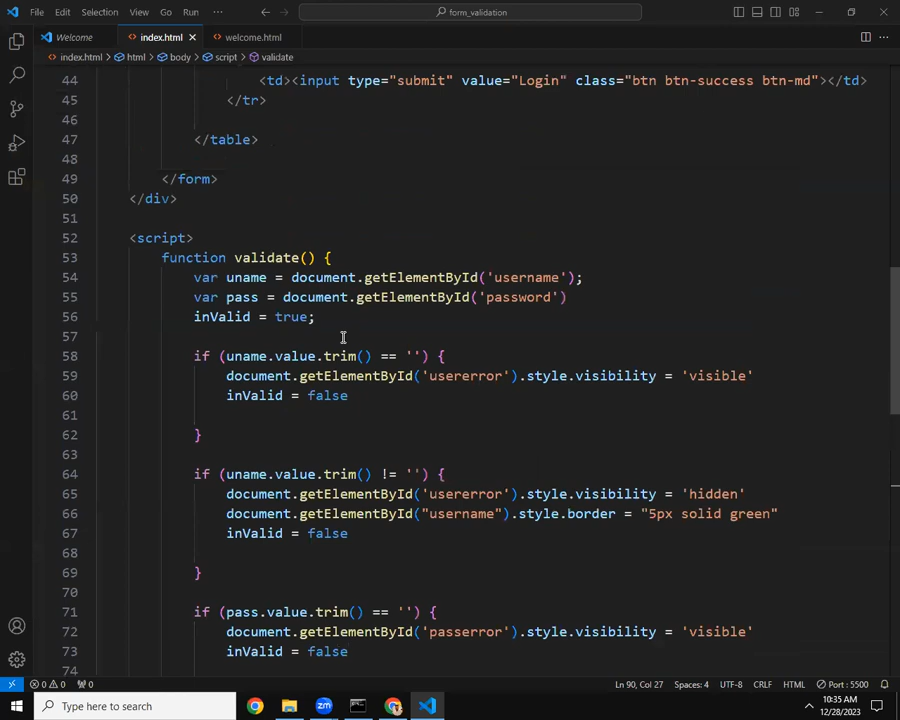 File Edit Selection View Go Run ··· form_validation
Welcome index.html welcome.html
index.html > html > body > script > validate
44 <td><input type="submit" value="Login" class="btn btn-success btn-md"></td>
45 </tr>
46
47 </table>
48
49 </form>
50 </div>
51
52 <script>
53 function validate() {
54 var uname = document.getElementById('username');
55 var pass = document.getElementById('password')
56 inValid = true;
57
58 if (uname.value.trim() == '') {
59 document.getElementById('usererror').style.visibility = 'visible'
60 inValid = false
61
62 }
63
64 if (uname.value.trim() != '') {
65 document.getElementById('usererror').style.visibility = 'hidden'
66 document.getElementById("username").style.border = "5px solid green"
67 inValid = false
68
69 }
70
71 if (pass.value.trim() == '') {
72 document.getElementById('passerror').style.visibility = 'visible'
73 inValid = false
74
0 0 0 Ln 90, Col 27 Spaces: 4 UTF-8 CRLF HTML Port : 5500
Type here to search 10:35 AM
12/28/2023